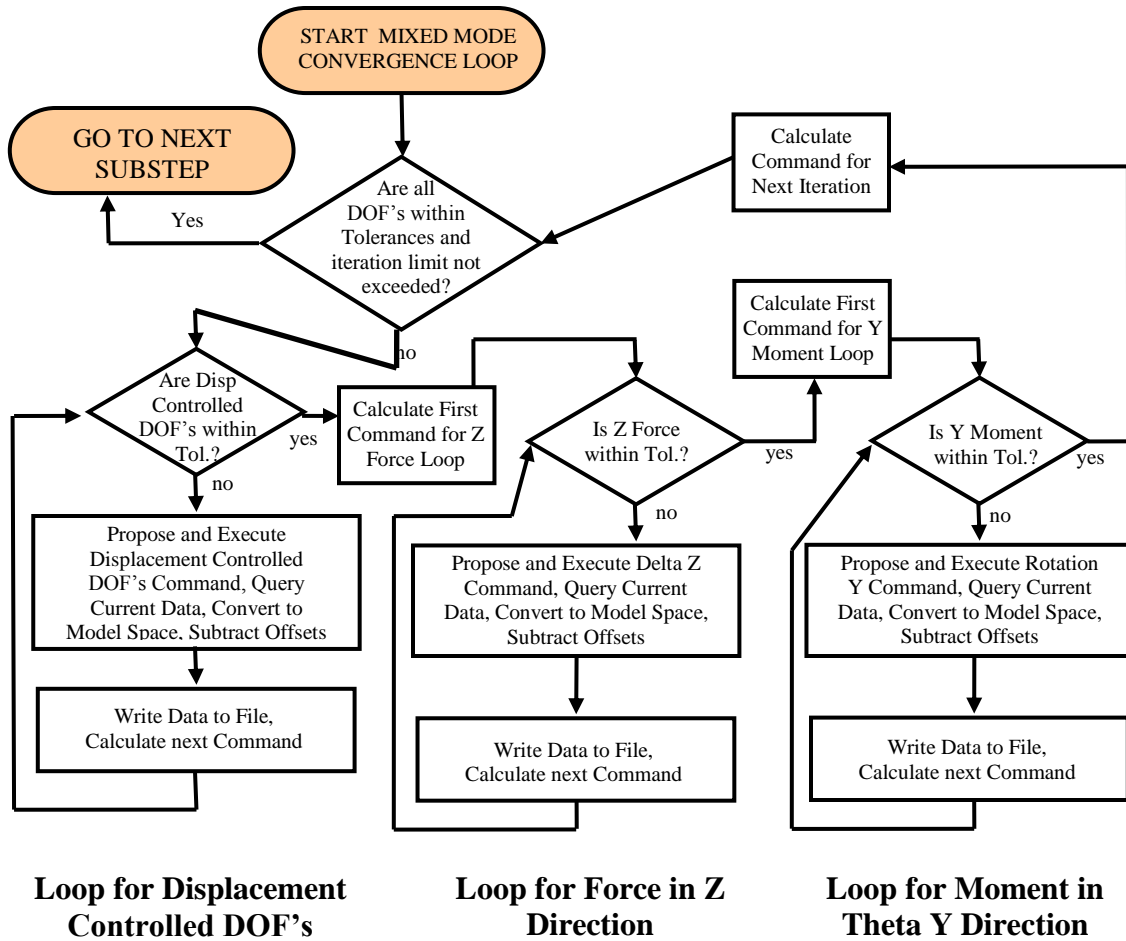 START MIXED MODE
CONVERGENCE LOOP
GO TO NEXT
SUBSTEP
Yes
Are all
DOF's within
Tolerances and
iteration limit not
exceeded?
no
Calculate
Command for
Next Iteration
Are Disp
Controlled
DOF's within
Tol.?
yes
no
Calculate First
Command for Z
Force Loop
Is Z Force
within Tol.?
yes
no
Calculate First
Command for Y
Moment Loop
Is Y Moment
within Tol.?
yes
no
Propose and Execute
Displacement Controlled
DOF's Command, Query
Current Data, Convert to
Model Space, Subtract Offsets
Write Data to File,
Calculate next Command
Propose and Execute Delta Z
Command, Query Current
Data, Convert to Model Space,
Subtract Offsets
Write Data to File,
Calculate next Command
Propose and Execute Rotation
Y Command, Query Current
Data, Convert to Model Space,
Subtract Offsets
Write Data to File,
Calculate next Command
Loop for Displacement
Controlled DOF's
Loop for Force in Z
Direction
Loop for Moment in
Theta Y Direction